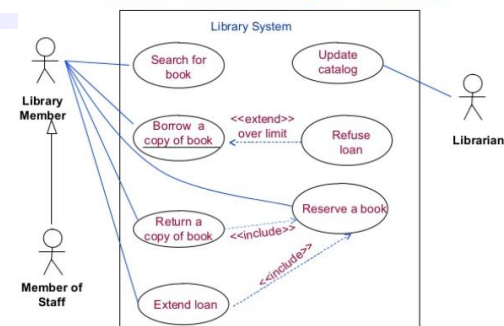 Library System
Search for
book
Update
catalog
Library
Member
Borrow a
copy of book
<<extend>>
over limit
Refuse
loan
Librarian
Reserve a book
Return a
copy of book
<<include>>
<<include>>
Member of
Staff
Extend loan